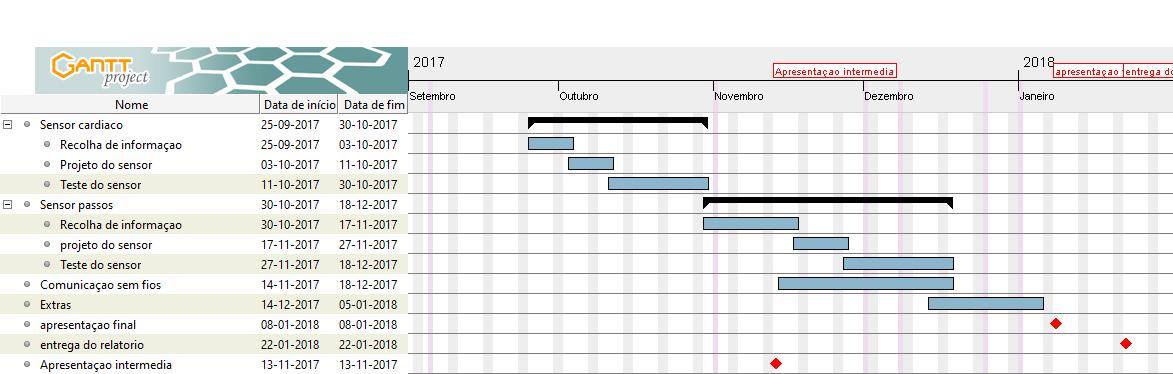 GANTT
project
2017
2018
Apresentaçao intermedia
apresentaçao
entrega do
Setembro
Outubro
Novembro
Dezembro
Janeiro
Nome Data de início Data de fim
Sensor cardiaco 25-09-2017 30-10-2017
Recolha de informaçao 25-09-2017 03-10-2017
Projeto do sensor 03-10-2017 11-10-2017
Teste do sensor 11-10-2017 30-10-2017
Sensor passos 30-10-2017 18-12-2017
Recolha de informaçao 30-10-2017 17-11-2017
projeto do sensor 17-11-2017 27-11-2017
Teste do sensor 27-11-2017 18-12-2017
Comunicaçao sem fios 14-11-2017 18-12-2017
Extras 14-12-2017 05-01-2018
apresentaçao final 08-01-2018 08-01-2018
entrega do relatorio 22-01-2018 22-01-2018
Apresentaçao intermedia 13-11-2017 13-11-2017